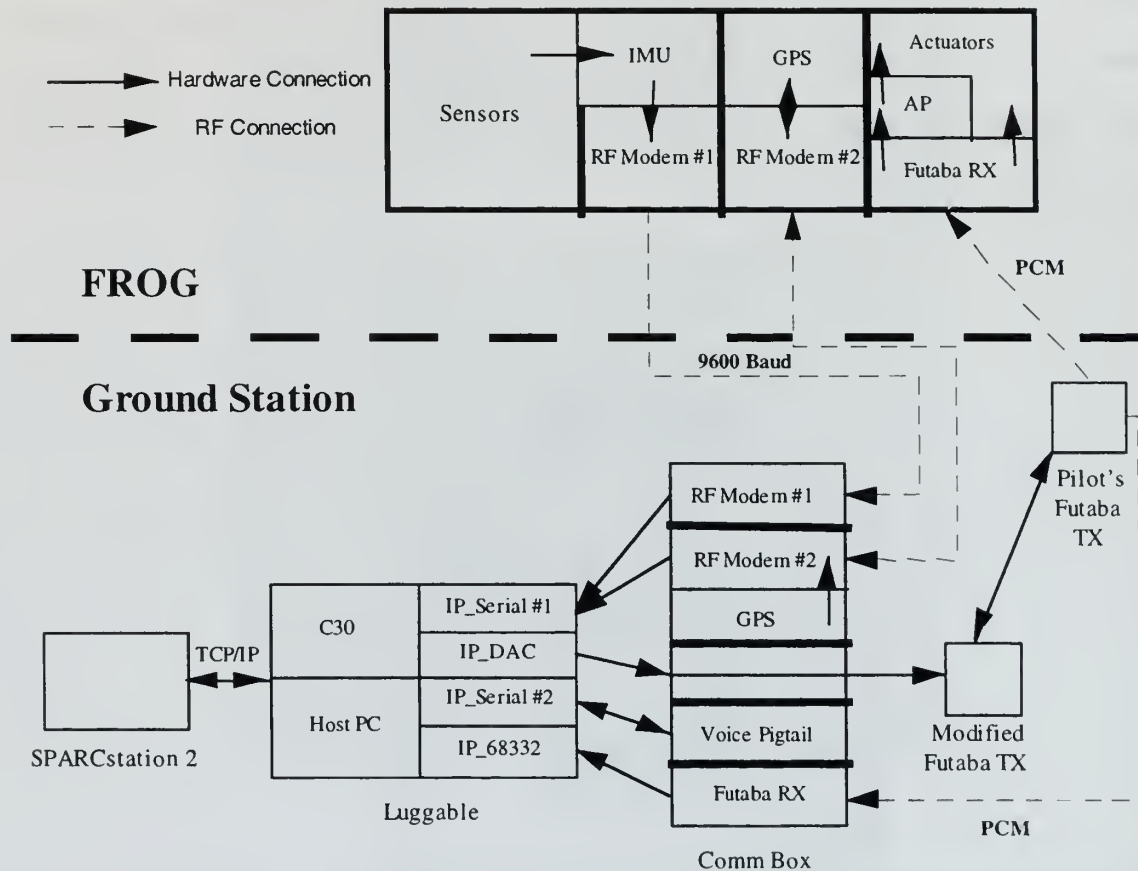 Hardware Connection
RF Connection
Sensors
IMU
GPS
Actuators
AP
RF Modem #1
RF Modem #2
Futaba RX
PCM
FROG
9600 Baud
Ground Station
Pilot's
Futaba
TX
RF Modem #1
RF Modem #2
GPS
Voice Pigtail
Futaba RX
Comm Box
C30
IP_Serial #1
IP_DAC
Host PC
IP_Serial #2
IP_68332
Luggable
TCP/IP
SPARCstation 2
Modified
Futaba TX
PCM